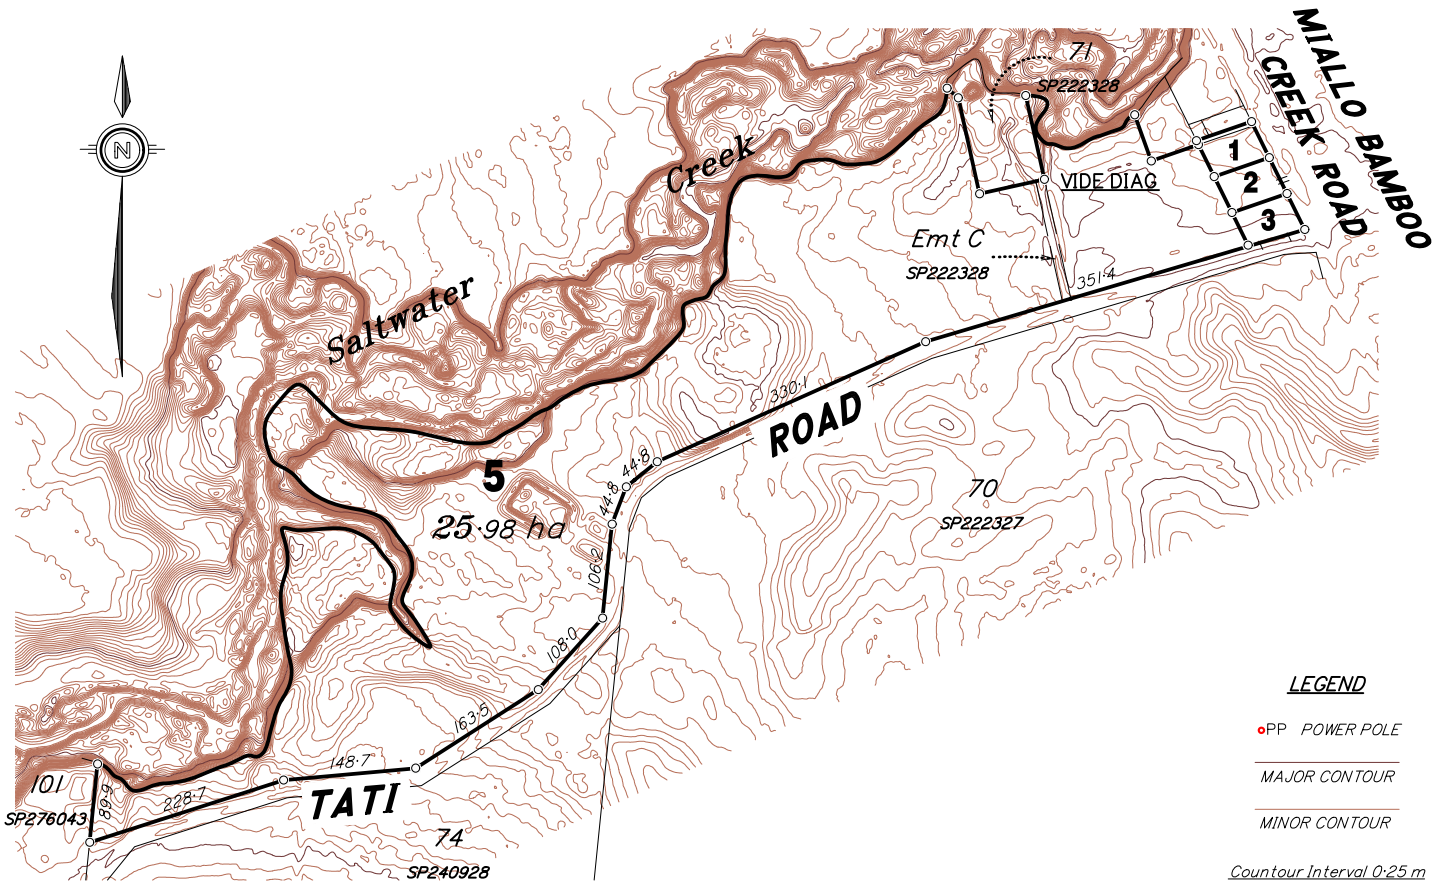 MIALLO BAMBOO
CREEK ROAD
71
SP222328
N
Creek
1
VIDE DIAG
2
3
Emt C
SP222328
351·4
Saltwater
330·1
ROAD
44·8
5
44·8
70
SP222327
25·98 ha
106·2
108·0
LEGEND
163·5
PP POWER POLE
148·7
101
MAJOR CONTOUR
89·9
228·7
TATI
SP276043
MINOR CONTOUR
74
SP240928
Countour Interval 0·25 m